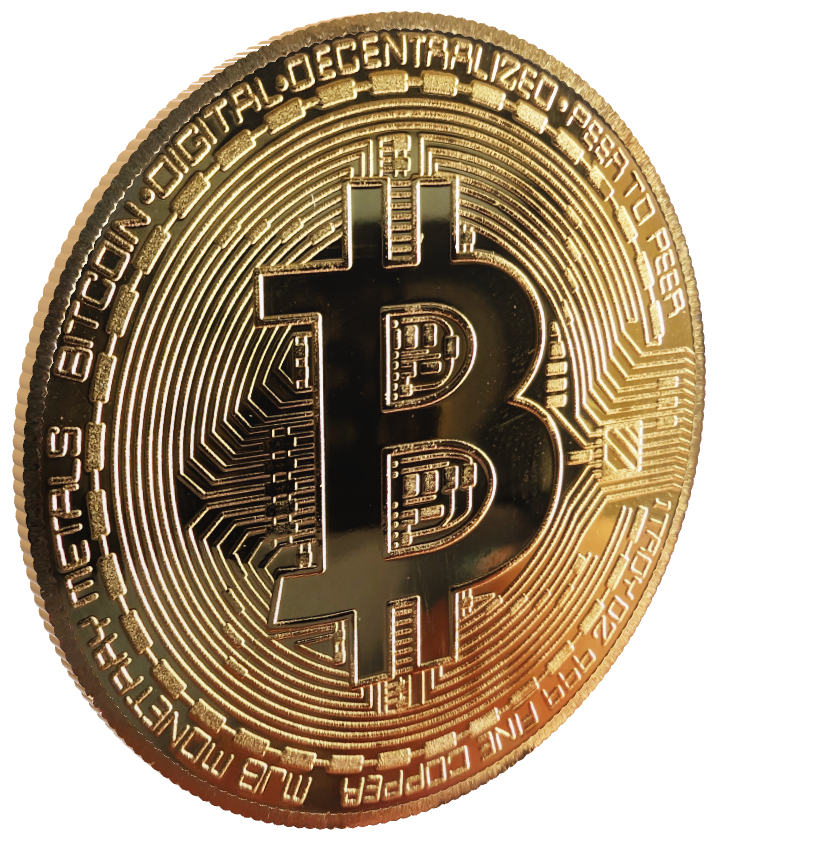 BITCOIN•DIGITAL•DECENTRALIZED•PEER TO PEER
1 TROY OZ 999 FINE COPPER
MJB MONETARY METALS